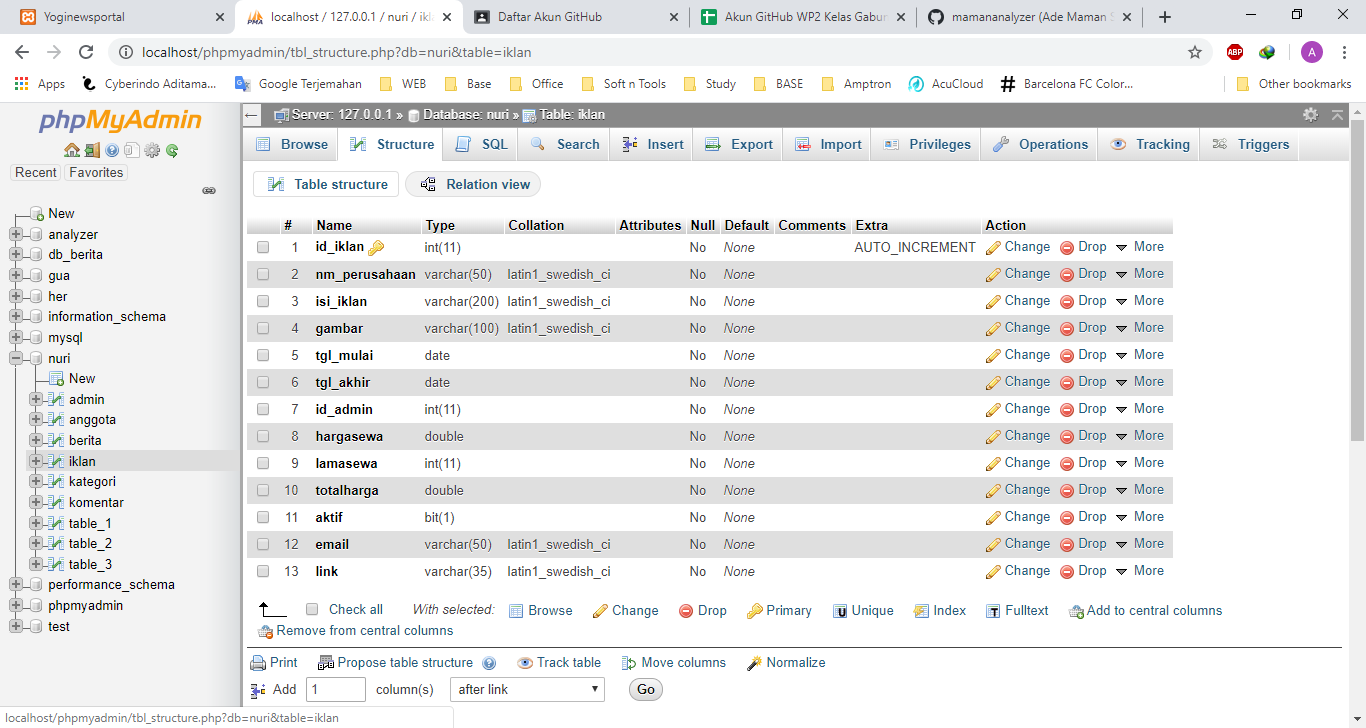 Yoginewsportal
localhost / 127.0.0.1 / nuri / ikla
Daftar Akun GitHub
Akun GitHub WP2 Kelas Gabun
mamananalyzer (Ade Maman S
localhost/phpmyadmin/tbl_structure.php?db=nuri&table=iklan
ABP
A
Apps
Cyberindo Aditama...
Google Terjemahan
WEB
Base
Office
Soft n Tools
Study
BASE
Amptron
AcuCloud
Barcelona FC Color...
Other bookmarks
phpMyAdmin
Recent
Favorites
New
analyzer
db_berita
gua
her
information_schema
mysql
nuri
New
admin
anggota
berita
iklan
kategori
komentar
table_1
table_2
table_3
performance_schema
phpmyadmin
test
Server: 127.0.0.1 » Database: nuri » Table: iklan
Browse Structure SQL Search Insert Export Import Privileges Operations Tracking Triggers
Table structure Relation view
# Name Type Collation Attributes Null Default Comments Extra Action
1 id_iklan int(11) No None AUTO_INCREMENT Change Drop More
2 nm_perusahaan varchar(50) latin1_swedish_ci No None Change Drop More
3 isi_iklan varchar(200) latin1_swedish_ci No None Change Drop More
4 gambar varchar(100) latin1_swedish_ci No None Change Drop More
5 tgl_mulai date No None Change Drop More
6 tgl_akhir date No None Change Drop More
7 id_admin int(11) No None Change Drop More
8 hargasewa double No None Change Drop More
9 lamasewa int(11) No None Change Drop More
10 totalharga double No None Change Drop More
11 aktif bit(1) No None Change Drop More
12 email varchar(50) latin1_swedish_ci No None Change Drop More
13 link varchar(35) latin1_swedish_ci No None Change Drop More
Check all With selected: Browse Change Drop Primary Unique Index Fulltext Add to central columns
Remove from central columns
Print Propose table structure Track table Move columns Normalize
Add 1 column(s) after link Go
localhost/phpmyadmin/tbl_structure.php?db=nuri&table=iklan